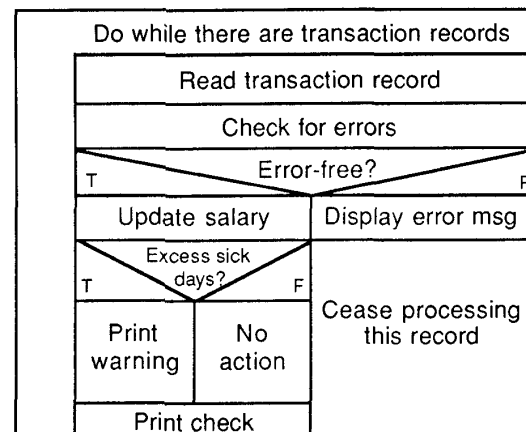 Do while there are transaction records
Read transaction record
Check for errors
Error-free?
T
F
Update salary
Display error msg
Excess sick
days?
T
F
Cease processing
this record
Print
warning
No
action
Print check